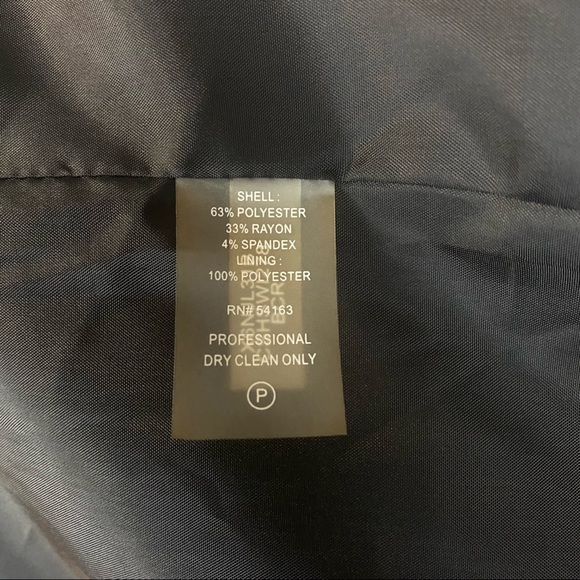 SHELL :
63% POLYESTER
33% RAYON
4% SPANDEX
LINING :
100% POLYESTER
RN# 54163
PROFESSIONAL
DRY CLEAN ONLY
P